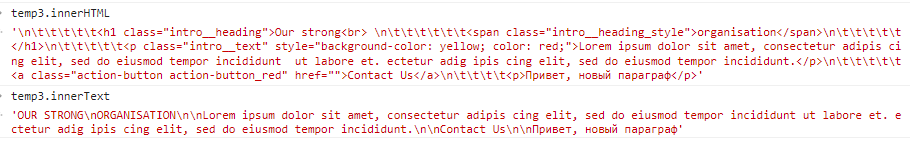 temp3.innerHTML
'\n\t\t\t\t\t<h1 class="intro__heading">Our strong<br> \n\t\t\t\t\t\t<span class="intro__heading_style">organisation</span>\n\t\t\t\t\t
</h1>\n\t\t\t\t\t<p class="intro__text" style="background-color: yellow; color: red;">Lorem ipsum dolor sit amet, consectetur adipis ci
ng elit, sed do eiusmod tempor incididunt  ut labore et. ectetur adig ipis cing elit, sed do eiusmod tempor incididunt.</p>\n\t\t\t\t\t
<a class="action-button action-button_red" href="">Contact Us</a>\n\t\t\t\t<p>Привет, новый параграф</p>'
temp3.innerText
'OUR STRONG\nORGANISATION\n\nLorem ipsum dolor sit amet, consectetur adipis cing elit, sed do eiusmod tempor incididunt ut labore et. e
ctetur adig ipis cing elit, sed do eiusmod tempor incididunt.\n\nContact Us\n\nПривет, новый параграф'